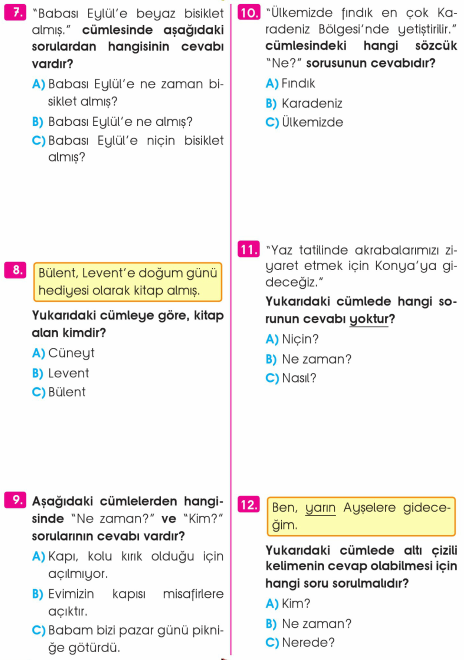 7. "Babası Eylül'e beyaz bisiklet
almış." cümlesinde aşağıdaki
sorulardan hangisinin cevabı
vardır?
A) Babası Eylül'e ne zaman bi-
siklet almış?
B) Babası Eylül'e ne almış?
C) Babası Eylül'e niçin bisiklet
almış?
8. Bülent, Levent'e doğum günü
hediyesi olarak kitap almış.
Yukarıdaki cümleye göre, kitap
alan kimdir?
A) Cüneyt
B) Levent
C) Bülent
9. Aşağıdaki cümlelerden hangi-
sinde "Ne zaman?" ve "Kim?"
sorularının cevabı vardır?
A) Kapı, kolu kırık olduğu için
açılmıyor.
B) Evimizin kapısı misafirlere
açıktır.
C) Babam bizi pazar günü pikni-
ğe götürdü.
10. "Ülkemizde fındık en çok Ka-
radeniz Bölgesi'nde yetiştirilir."
cümlesindeki hangi sözcük
"Ne?" sorusunun cevabıdır?
A) Fındık
B) Karadeniz
C) Ülkemizde
11. "Yaz tatilinde akrabalarımızı zi-
yaret etmek için Konya'ya gi-
deceğiz."
Yukarıdaki cümlede hangi so-
runun cevabı yoktur?
A) Niçin?
B) Ne zaman?
C) Nasıl?
12. Ben, yarın Ayşelere gidece-
ğim.
Yukarıdaki cümlede altı çizili
kelimenin cevap olabilmesi için
hangi soru sorulmalıdır?
A) Kim?
B) Ne zaman?
C) Nerede?